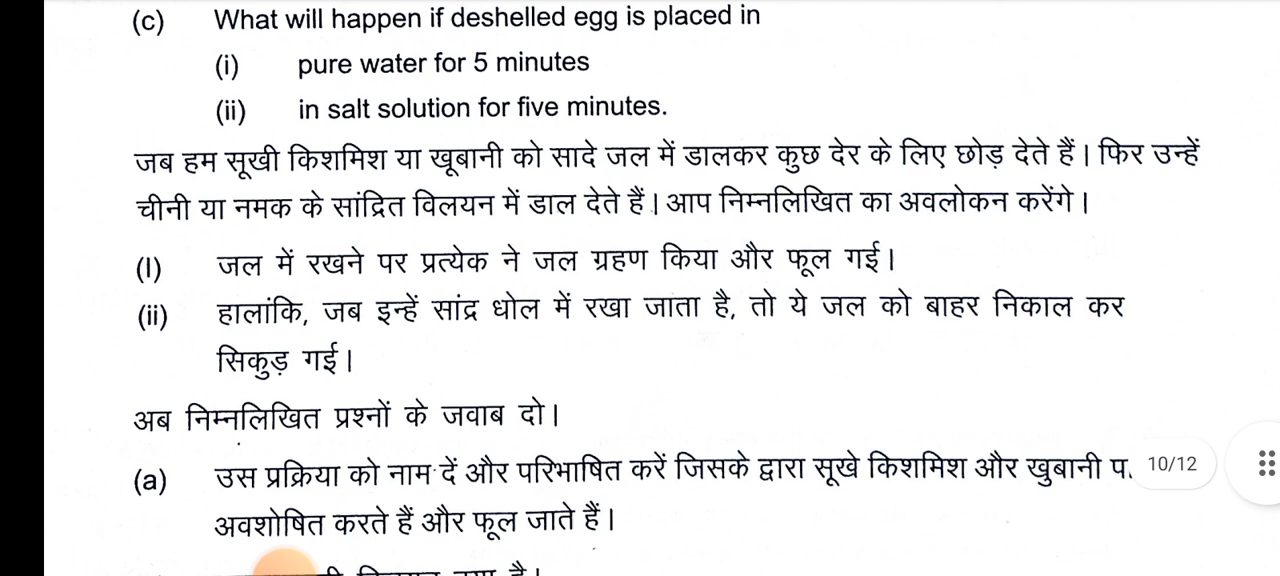 (c) What will happen if deshelled egg is placed in
(i) pure water for 5 minutes
(ii) in salt solution for five minutes.
जब हम सूखी किशमिश या खूबानी को सादे जल में डालकर कुछ देर के लिए छोड़ देते हैं। फिर उन्हें
चीनी या नमक के सांद्रित विलयन में डाल देते हैं। आप निम्नलिखित का अवलोकन करेंगे।
(I) जल में रखने पर प्रत्येक ने जल ग्रहण किया और फूल गई।
(ii) हालांकि, जब इन्हें सांद्र धोल में रखा जाता है, तो ये जल को बाहर निकाल कर
सिकुड़ गई।
अब निम्नलिखित प्रश्नों के जवाब दो।
(a) उस प्रक्रिया को नाम दें और परिभाषित करें जिसके द्वारा सूखे किशमिश और खुबानी
10/12
अवशोषित करते हैं और फूल जाते हैं।